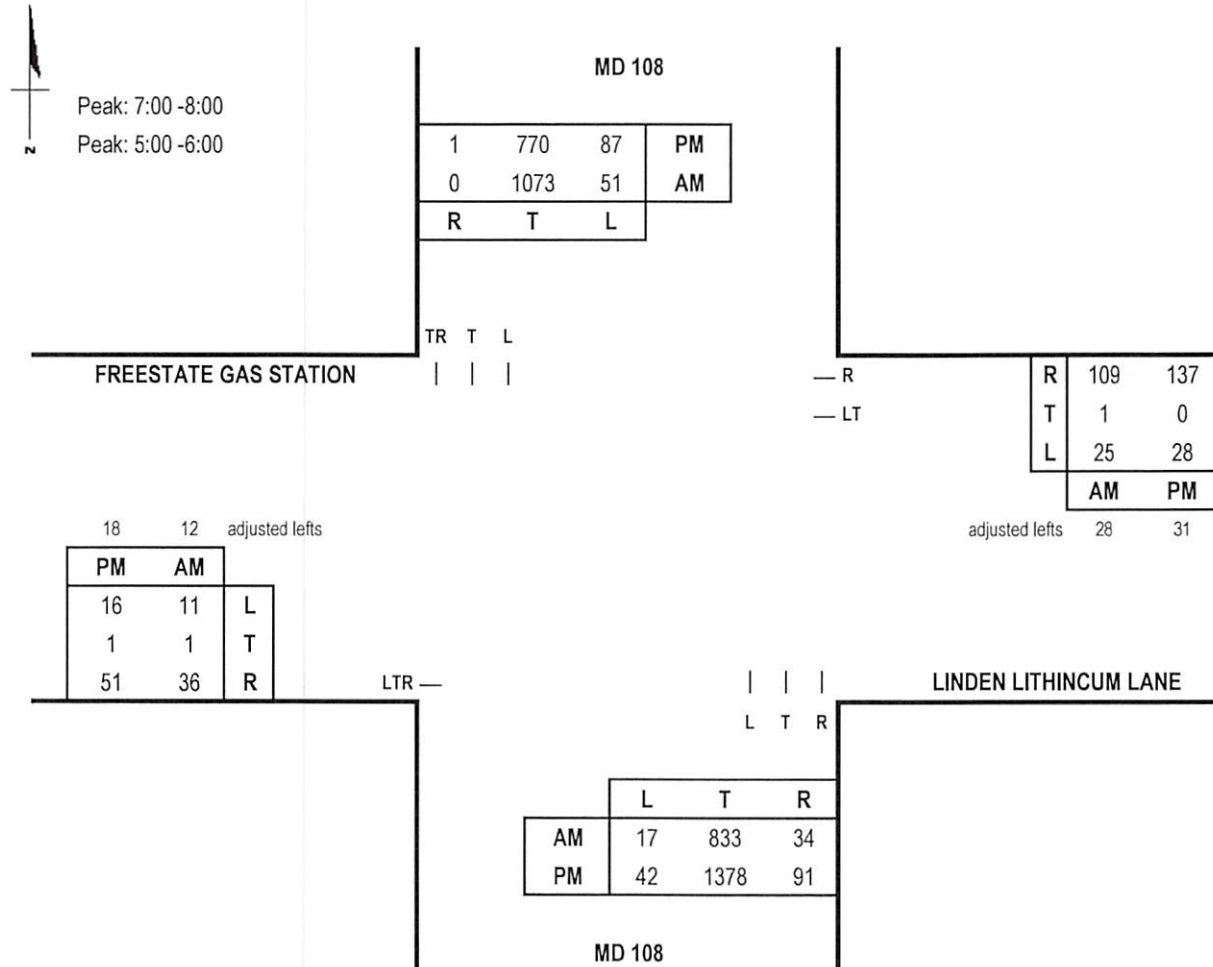 MD 108
Peak: 7:00 -8:00
Peak: 5:00 -6:00
N
1 770 87 PM
0 1073 51 AM
R T L
TR T L
FREESTATE GAS STATION
R
LT
R 109 137
T 1 0
L 25 28
AM PM
adjusted lefts 28 31
18 12 adjusted lefts
PM AM
16 11 L
1 1 T
51 36 R
LTR
LINDEN LITHINCUM LANE
L T R
L T R
AM 17 833 34
PM 42 1378 91
MD 108